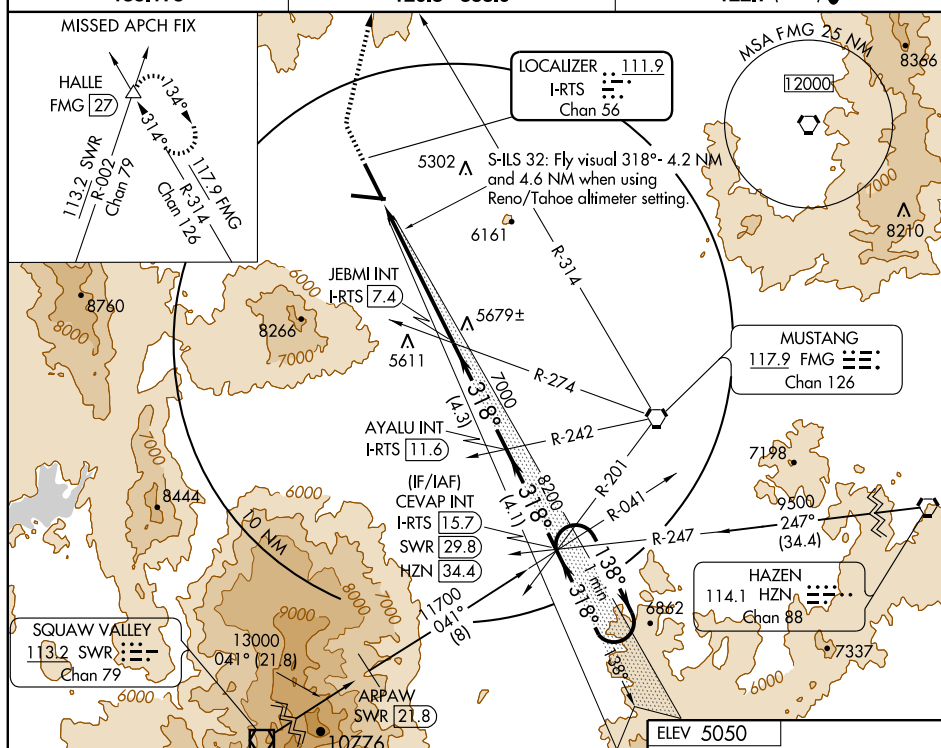 MISSED APCH FIX
HALLE
FMG 27
134°
314°
113.2 SWR
R-002
Chan 79
117.9 FMG
R-314
Chan 126
LOCALIZER 111.9
I-RTS
Chan 56
MSA FMG 25 NM
12000
8366
7000
8210
5302
S-ILS 32: Fly visual 318°- 4.2 NM
and 4.6 NM when using
Reno/Tahoe altimeter setting.
6161
R-314
JEBMI INT
I-RTS 7.4
6000
8760
8000
8266
7000
5679±
5611
MUSTANG
117.9 FMG
Chan 126
R-274
7000
318°
(4.3)
AYALU INT
I-RTS 11.6
R-242
R-201
7000
8444
6000
(IF/IAF)
CEVAP INT
I-RTS 15.7
SWR 29.8
HZN 34.4
8200
318°
(4.1)
R-041
R-247
7198
9500
247°
(34.4)
10 NM
138°
1 min
318°
138°
HAZEN
114.1 HZN
Chan 88
6862
7337
6000
6000
7000
8000
9000
11700
041°
(8)
SQUAW VALLEY
113.2 SWR
Chan 79
13000
041° (21.8)
ARPAW
SWR 21.8
10776
ELEV 5050